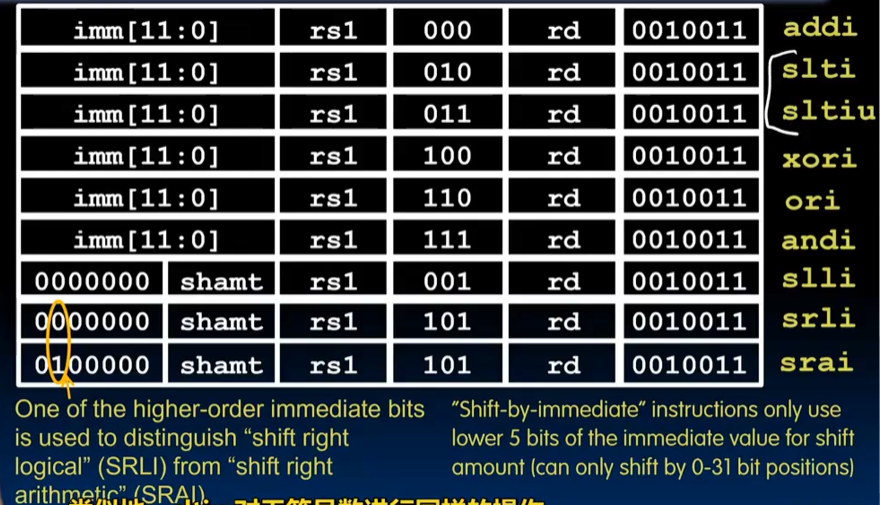 imm[11:0] rs1 000 rd 0010011 addi
imm[11:0] rs1 010 rd 0010011 slti
imm[11:0] rs1 011 rd 0010011 sltiu
imm[11:0] rs1 100 rd 0010011 xori
imm[11:0] rs1 110 rd 0010011 ori
imm[11:0] rs1 111 rd 0010011 andi
0000000 shamt rs1 001 rd 0010011 slli
0000000 shamt rs1 101 rd 0010011 srli
0100000 shamt rs1 101 rd 0010011 srai
One of the higher-order immediate bits
is used to distinguish “shift right
logical” (SRLI) from “shift right
arithmetic” (SRAI)
“Shift-by-immediate” instructions only use
lower 5 bits of the immediate value for shift
amount (can only shift by 0-31 bit positions)